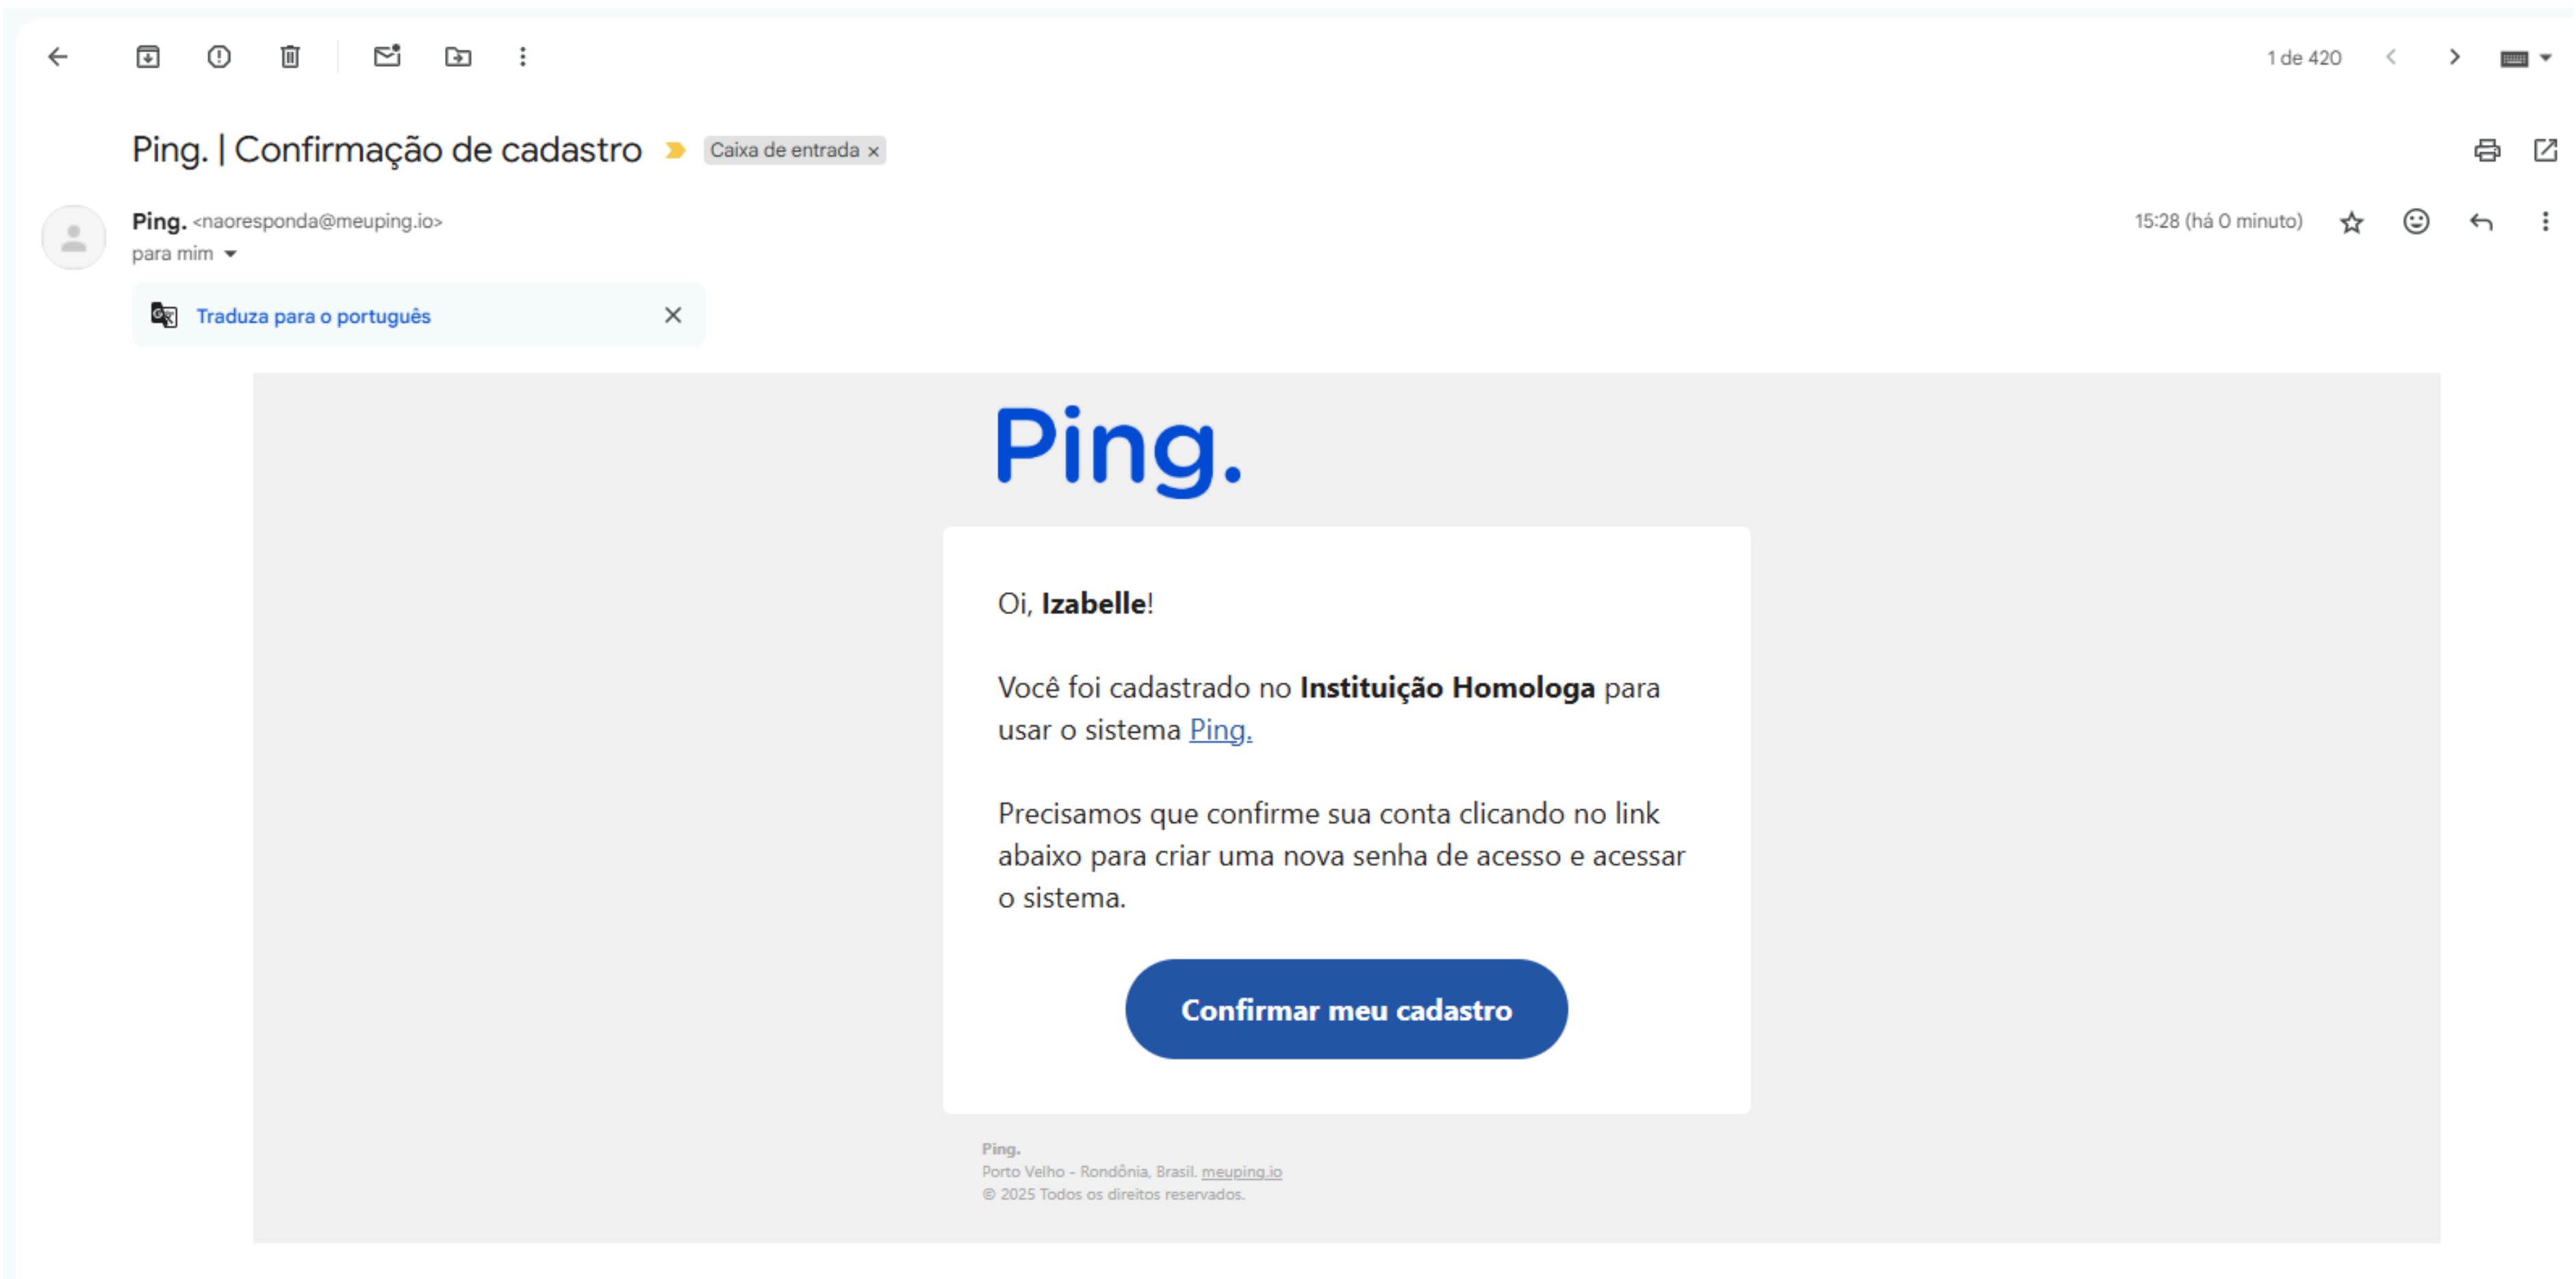 1 de 420
Ping. | Confirmação de cadastro Caixa de entrada x
Ping. <naoresponda@meuping.io>
15:28 (há 0 minuto)
para mim
Traduza para o português
Ping.
Oi, Izabelle!
Você foi cadastrado no Instituição Homologa para
usar o sistema Ping.
Precisamos que confirme sua conta clicando no link
abaixo para criar uma nova senha de acesso e acessar
o sistema.
Confirmar meu cadastro
Ping.
Porto Velho - Rondônia, Brasil. meuping.io
© 2025 Todos os direitos reservados.